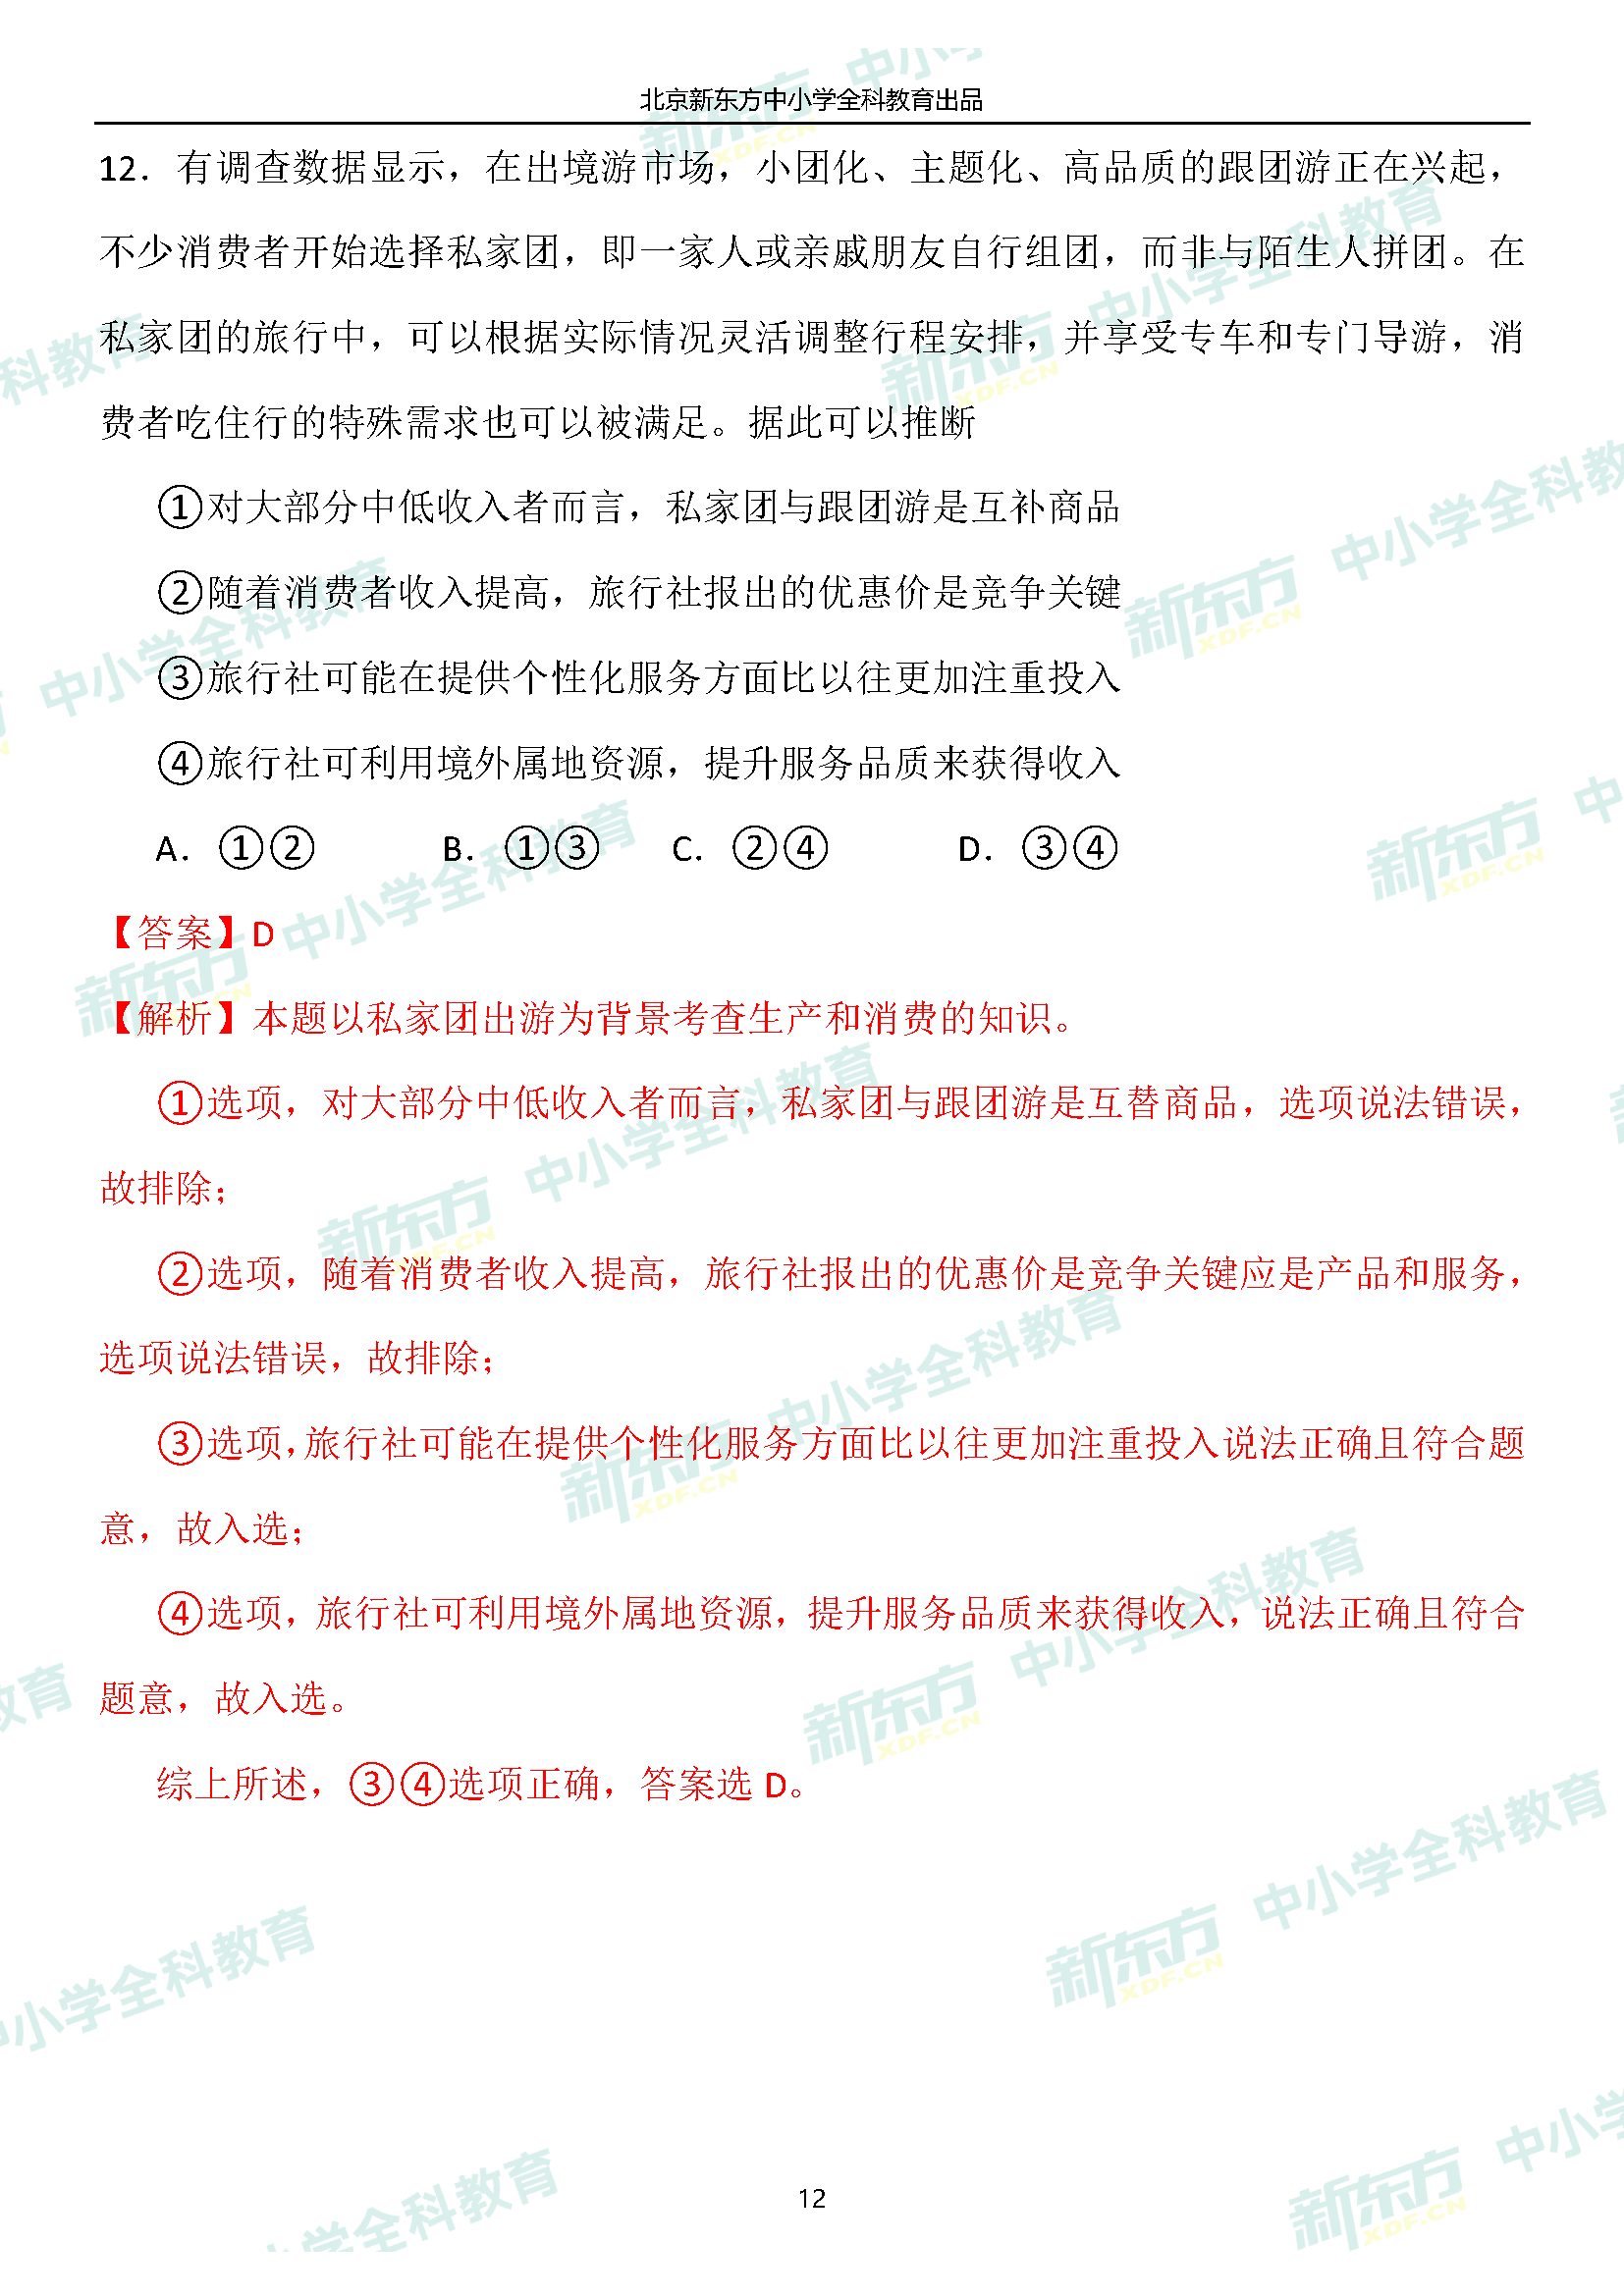 北京新东方中小学全科教育出品
12．有调查数据显示，在出境游市场，小团化、主题化、高品质的跟团游正在兴起，
不少消费者开始选择私家团，即一家人或亲戚朋友自行组团，而非与陌生人拼团。在
私家团的旅行中，可以根据实际情况灵活调整行程安排，并享受专车和专门导游，消
费者吃住行的特殊需求也可以被满足。据此可以推断
①对大部分中低收入者而言，私家团与跟团游是互补商品
②随着消费者收入提高，旅行社报出的优惠价是竞争关键
③旅行社可能在提供个性化服务方面比以往更加注重投入
④旅行社可利用境外属地资源，提升服务品质来获得收入
A．①② B．①③ C．②④ D．③④
【答案】D
【解析】本题以私家团出游为背景考查生产和消费的知识。
①选项，对大部分中低收入者而言，私家团与跟团游是互替商品，选项说法错误，
故排除；
②选项，随着消费者收入提高，旅行社报出的优惠价是竞争关键应是产品和服务，
选项说法错误，故排除；
③选项，旅行社可能在提供个性化服务方面比以往更加注重投入说法正确且符合题
意，故入选；
④选项，旅行社可利用境外属地资源，提升服务品质来获得收入，说法正确且符合
题意，故入选。
综上所述，③④选项正确，答案选 D。
12
新东方 XDF.CN 中小学全科教育